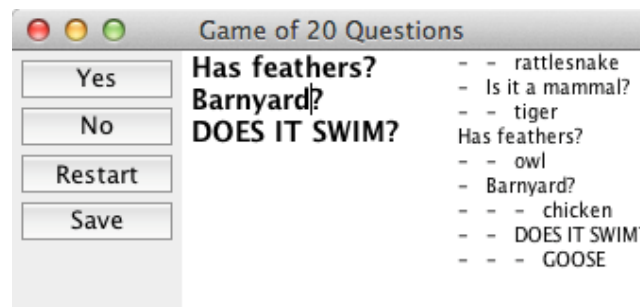 Game of 20 Questions
Yes
No
Restart
Save
Has feathers?
Barnyard?
DOES IT SWIM?
- - rattlesnake
- Is it a mammal?
- - tiger
Has feathers?
- - owl
- Barnyard?
- - - chicken
- - DOES IT SWIM?
- - - GOOSE